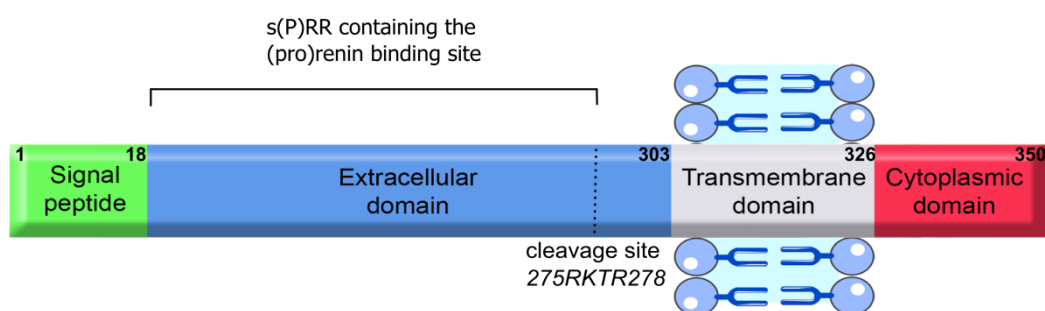 s(P)RR containing the
(pro)renin binding site
1 18 303 326 350
Signal
peptide
Extracellular
domain
Transmembrane
domain
Cytoplasmic
domain
cleavage site
275RKTR278